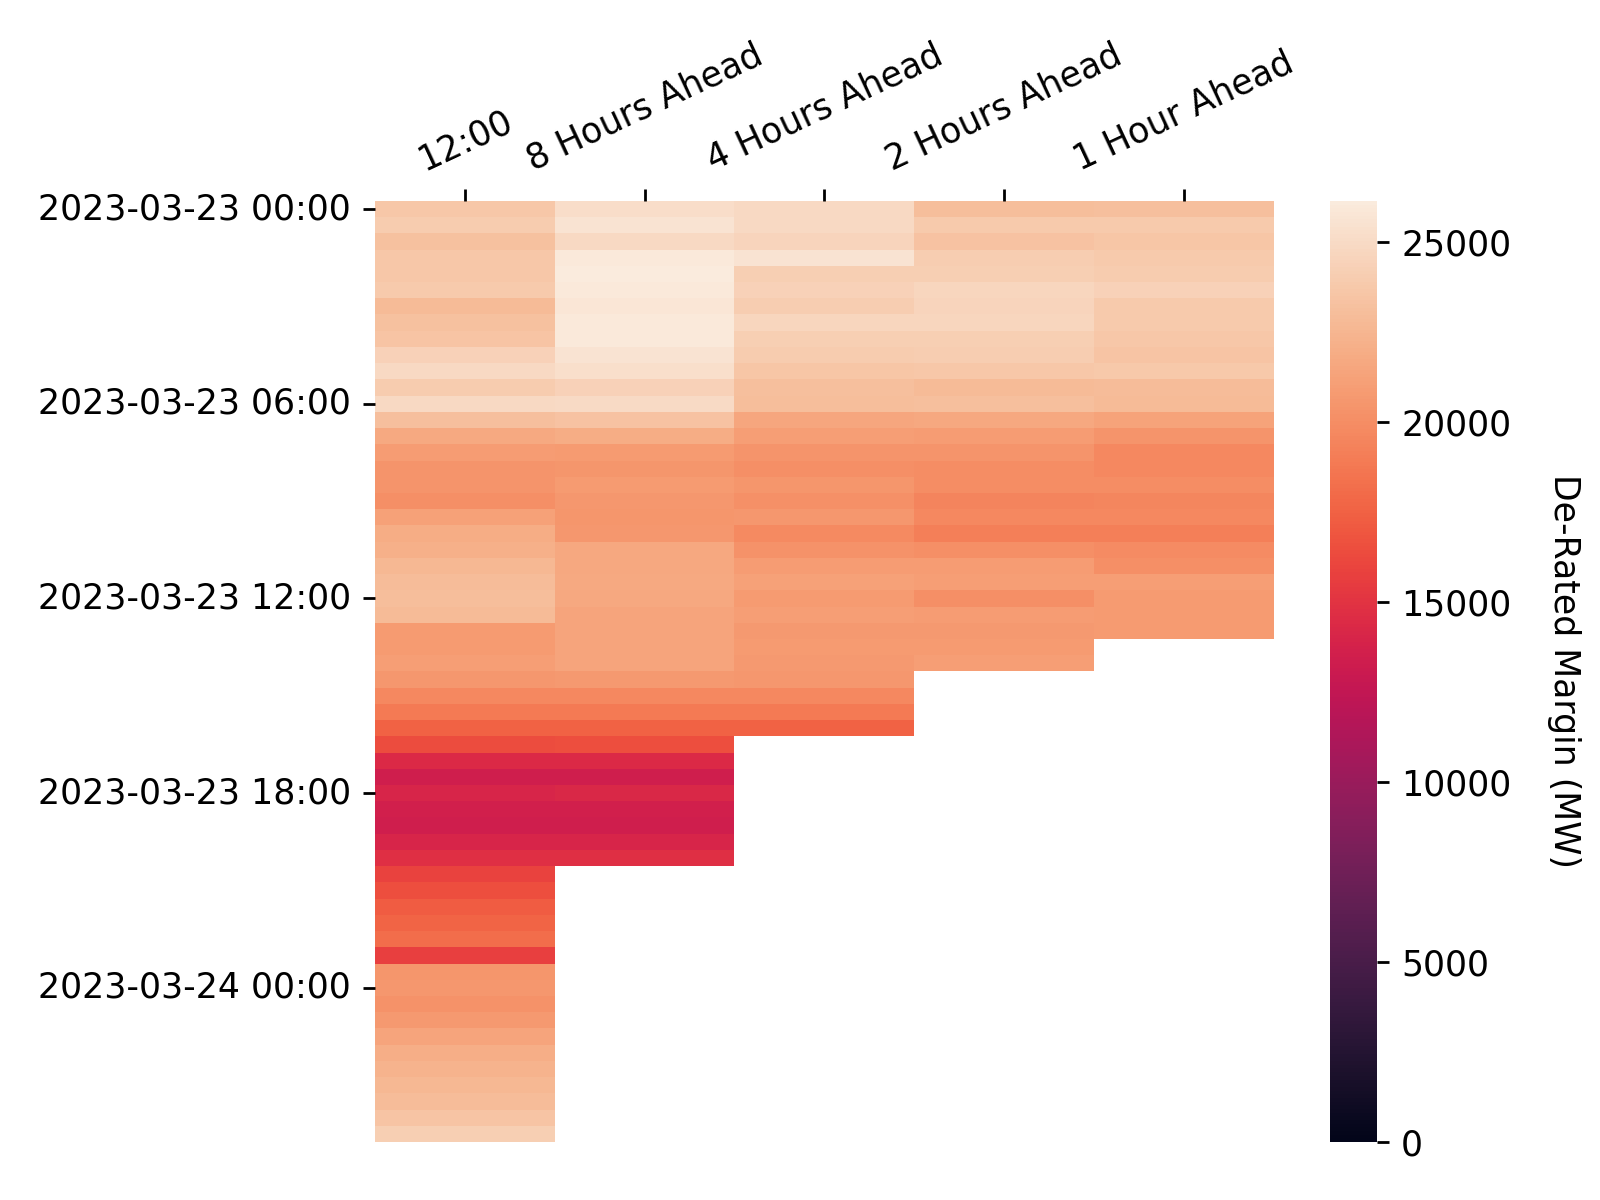 12:00
8 Hours Ahead
4 Hours Ahead
2 Hours Ahead
1 Hour Ahead
2023-03-23 00:00
2023-03-23 06:00
2023-03-23 12:00
2023-03-23 18:00
2023-03-24 00:00
25000
20000
15000
10000
5000
0
De-Rated Margin (MW)